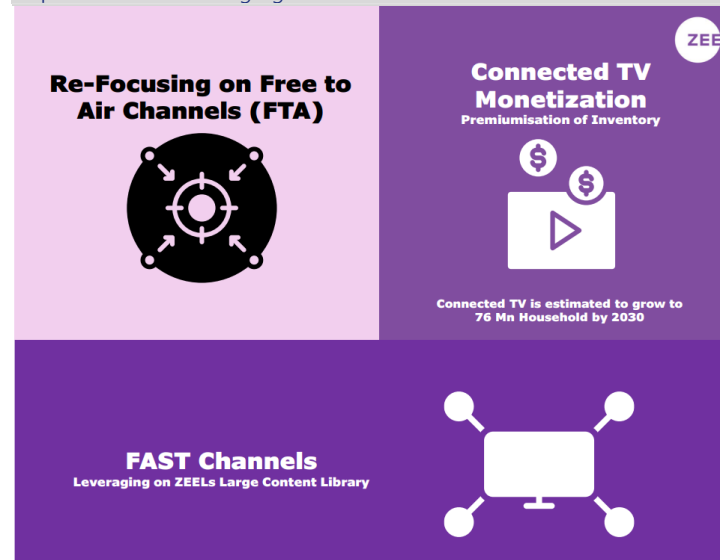 Re-Focusing on Free to
Air Channels (FTA)
ZEE
Connected TV
Monetization
Premiumisation of Inventory
$
$
Connected TV is estimated to grow to
76 Mn Household by 2030
FAST Channels
Leveraging on ZEELs Large Content Library